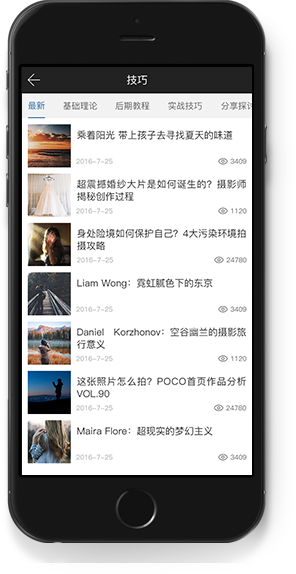 技巧
最新 基础理论 后期教程 实战技巧 分享探讨
乘着阳光 带上孩子去寻找夏天的味道
2016-7-25 3409
超震撼婚纱大片是如何诞生的？摄影师
揭秘创作过程
2016-7-25 1120
身处险境如何保护自己？4大污染环境拍
摄攻略
2016-7-25 24780
Liam Wong：霓虹腻色下的东京
2016-7-25 3409
Daniel Korzhonov：空谷幽兰的摄影旅
行意义
2016-7-25 1120
这张照片怎么拍？POCO首页作品分析
VOL.90
2016-7-25 24780
Maira Flore：超现实的梦幻主义
2016-7-25 3409